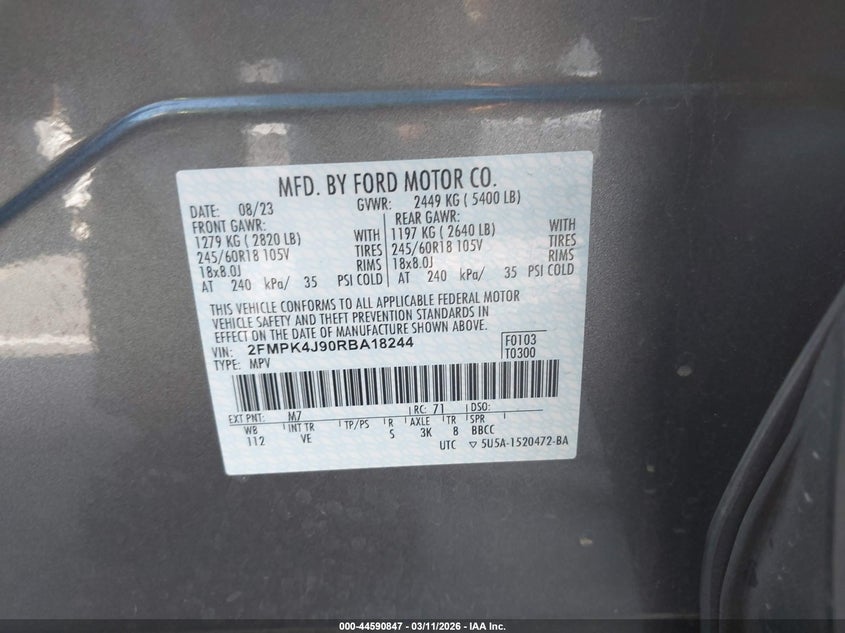 MFD. BY FORD MOTOR CO.
DATE: 08/23 GVWR: 2449 KG ( 5400 LB)
FRONT GAWR: REAR GAWR:
1279 KG ( 2820 LB) WITH 1197 KG ( 2640 LB) WITH
245/60R18 105V TIRES 245/60R18 105V TIRES
18x8.0J RIMS 18x8.0J RIMS
AT 240 kPa/ 35 PSI COLD AT 240 kPa/ 35 PSI COLD
THIS VEHICLE CONFORMS TO ALL APPLICABLE FEDERAL MOTOR
VEHICLE SAFETY AND THEFT PREVENTION STANDARDS IN
EFFECT ON THE DATE OF MANUFACTURE SHOWN ABOVE.
VIN: 2FMPK4J90RBA18244 F0103
TYPE: MPV T0300
EXT PNT: M7 RC: 71 DSO:
WB INT TR TP/PS R AXLE TR SPR
112 VE S 3K 8 BBCC
UTC ▽ 5U5A-1520472-BA
000-44590847 - 03/11/2026 - IAA Inc.